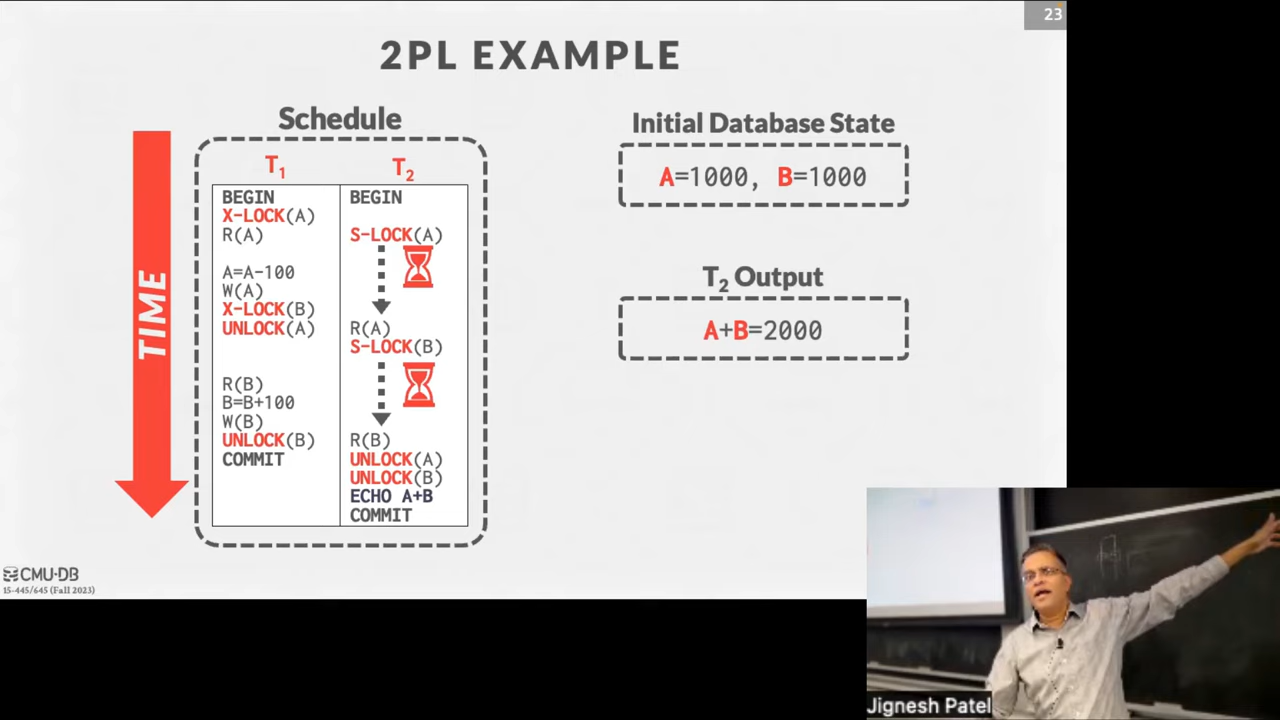 23
2PL EXAMPLE
Schedule
TIME
T1
BEGIN
X-LOCK(A)
R(A)
A=A-100
W(A)
X-LOCK(B)
UNLOCK(A)
R(B)
B=B+100
W(B)
UNLOCK(B)
COMMIT
T2
BEGIN
S-LOCK(A)
R(A)
S-LOCK(B)
R(B)
UNLOCK(A)
UNLOCK(B)
ECHO A+B
COMMIT
Initial Database State
A=1000, B=1000
T2 Output
A+B=2000
CMU·DB
15-445/645 (Fall 2023)
Jignesh Patel